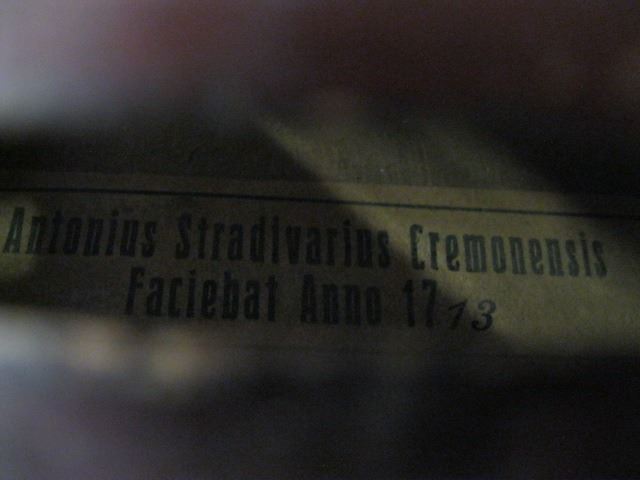 Antonius Stradivarius Cremonensis
Faciebat Anno 1713